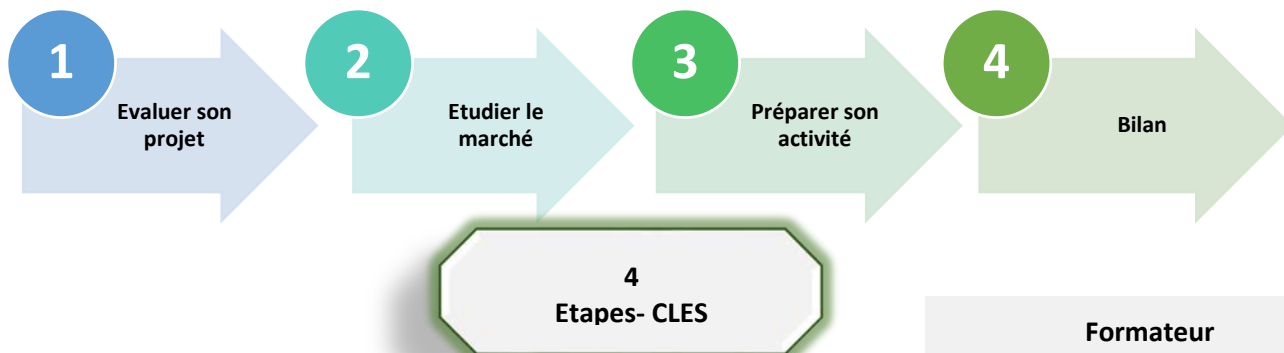 1
Evaluer son
projet
2
Etudier le
marché
3
Préparer son
activité
4
Bilan
4
Etapes- CLES
Formateur